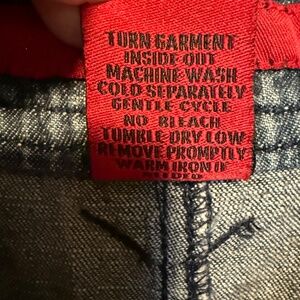 TURN GARMENT
INSIDE OUT
MACHINE WASH
COLD SEPARATELY
GENTLE CYCLE
NO BLEACH
TUMBLE DRY LOW
REMOVE PROMPTLY
WARM IRON IF